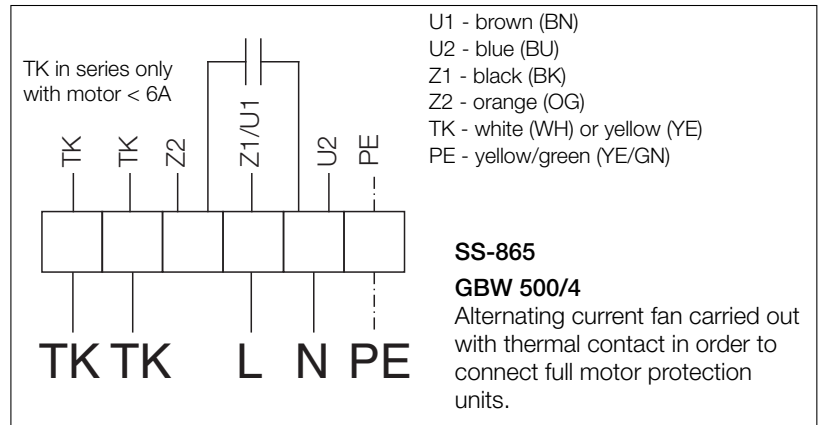 U1 - brown (BN)
U2 - blue (BU)
Z1 - black (BK)
Z2 - orange (OG)
TK - white (WH) or yellow (YE)
PE - yellow/green (YE/GN)
TK in series only
with motor < 6A
TK TK Z2 Z1/U1 U2 PE
TK TK L N PE
SS-865
GBW 500/4
Alternating current fan carried out
with thermal contact in order to
connect full motor protection
units.